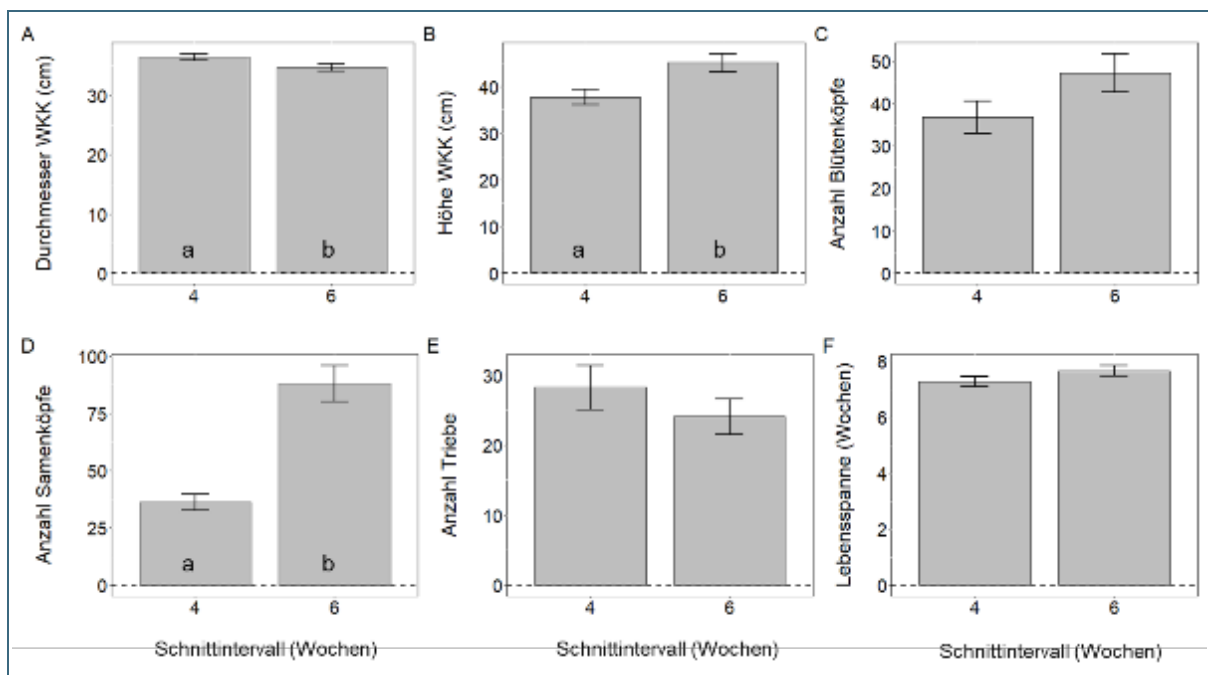 A
Durchmesser WKK (cm)
30
20
10
0
a
b
4
6
B
Höhe WKK (cm)
40
30
20
10
0
a
b
4
6
C
Anzahl Blütenköpfe
50
40
30
20
10
0
4
6
D
Anzahl Samenköpfe
100
75
50
25
0
a
b
4
6
Schnittintervall (Wochen)
E
Anzahl Triebe
30
20
10
0
4
6
Schnittintervall (Wochen)
F
Lebensspanne (Wochen)
8
6
4
2
0
4
6
Schnittintervall (Wochen)